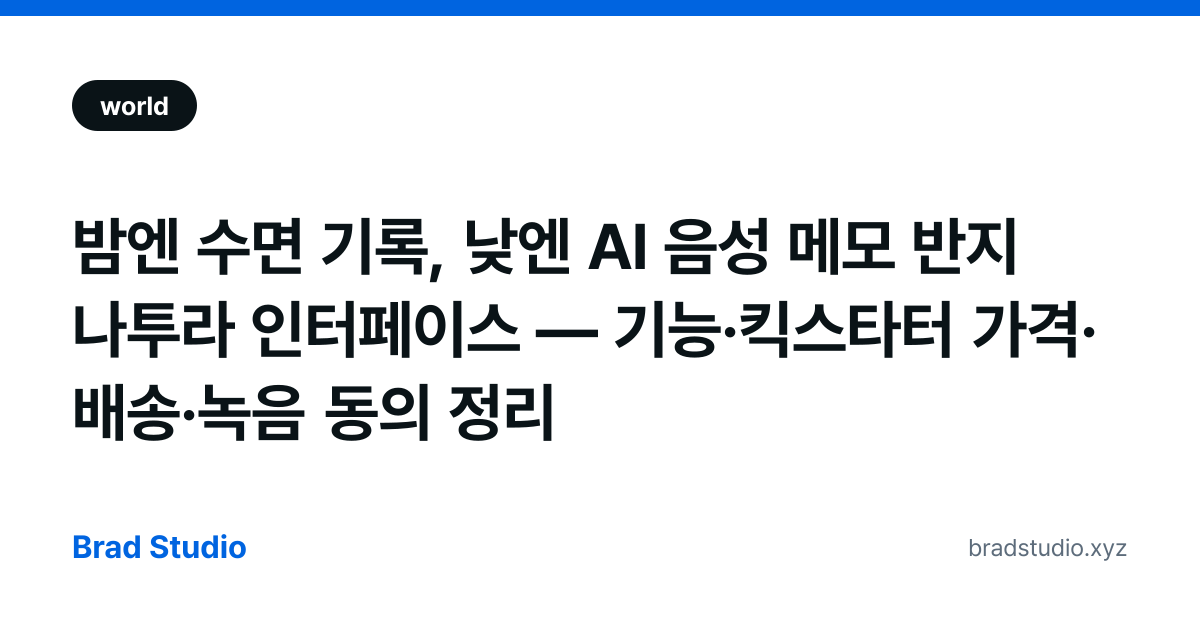 world
밤엔 수면 기록, 낮엔 AI 음성 메모 반지
나투라 인터페이스 — 기능·킥스타터 가격·
배송·녹음 동의 정리
Brad Studio
bradstudio.xyz